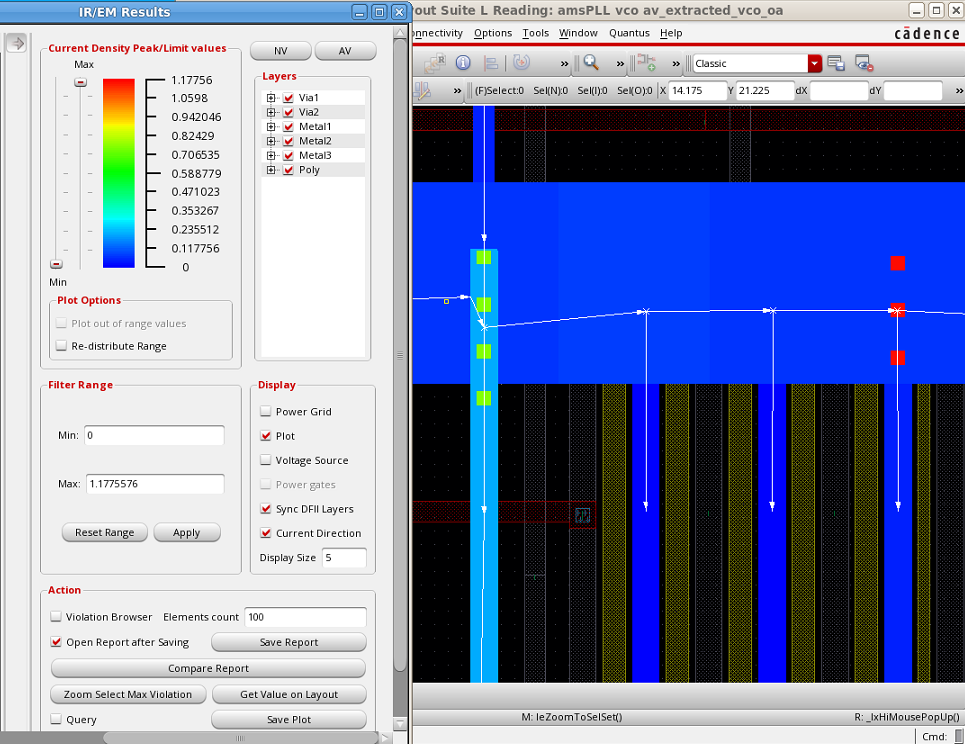 IR/EM Results
out Suite L Reading: amsPLL vco av_extracted_vco_oa
nnectivity Options Tools Window Quantus Help
cādence
» » » Classic
» (F)Select:0 Sel(N):0 Sel(I):0 Sel(O):0 X 14.175 Y 21.225 dX dY »
Current Density Peak/Limit values
Max
1.17756
1.0598
0.942046
0.82429
0.706535
0.588779
0.471023
0.353267
0.235512
0.117756
0
Min
Plot Options
Plot out of range values
Re-distribute Range
NV AV
Layers
Via1
Via2
Metal1
Metal2
Metal3
Poly
Filter Range
Min: 0
Max: 1.1775576
Reset Range Apply
Display
Power Grid
Plot
Voltage Source
Power gates
Sync DFII Layers
Current Direction
Display Size 5
Action
Violation Browser Elements count 100
Open Report after Saving Save Report
Compare Report
Zoom Select Max Violation Get Value on Layout
Query Save Plot
M: leZoomToSelSet() R: _lxHiMousePopUp()
Cmd: